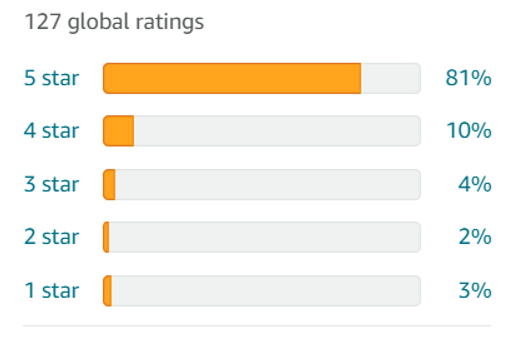 127 global ratings
5 star 81%
4 star 10%
3 star 4%
2 star 2%
1 star 3%